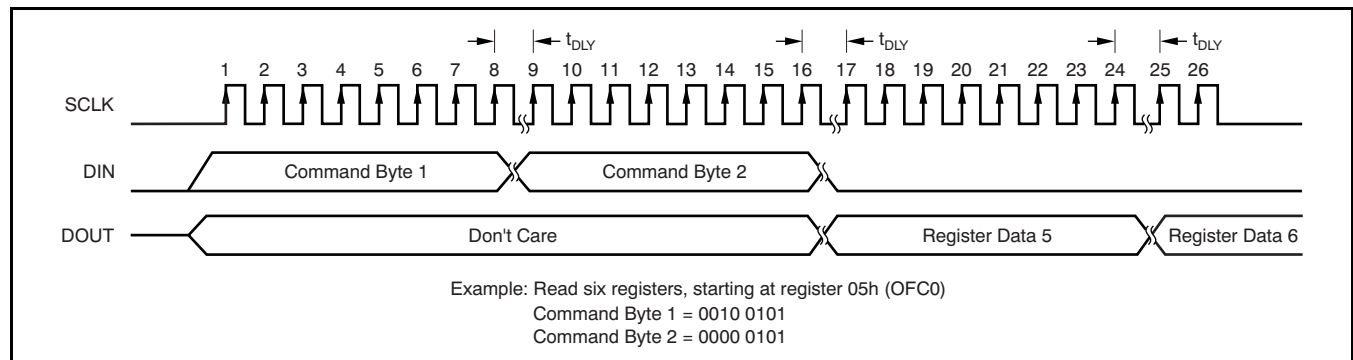 tDLY tDLY tDLY
1 2 3 4 5 6 7 8 9 10 11 12 13 14 15 16 17 18 19 20 21 22 23 24 25 26
SCLK
DIN Command Byte 1 Command Byte 2
DOUT Don't Care Register Data 5 Register Data 6
Example: Read six registers, starting at register 05h (OFC0)
Command Byte 1 = 0010 0101
Command Byte 2 = 0000 0101